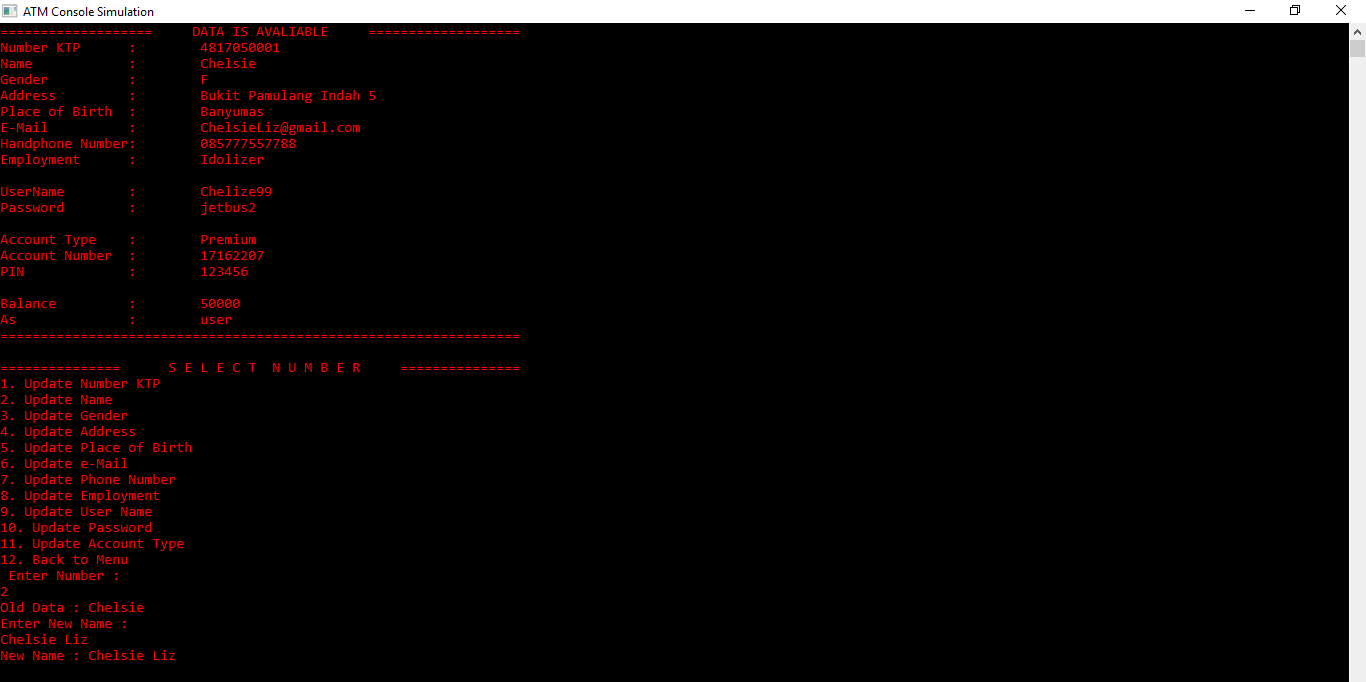 ATM Console Simulation
=================== DATA IS AVALIABLE ===================
Number KTP : 4817050001
Name : Chelsie
Gender : F
Address : Bukit Pamulang Indah 5
Place of Birth : Banyumas
E-Mail : ChelsieLiz@gmail.com
Handphone Number: 085777557788
Employment : Idolizer
UserName : Chelize99
Password : jetbus2
Account Type : Premium
Account Number : 17162207
PIN : 123456
Balance : 50000
As : user
=================================================================
=============== S E L E C T N U M B E R ===============
1. Update Number KTP
2. Update Name
3. Update Gender
4. Update Address
5. Update Place of Birth
6. Update e-Mail
7. Update Phone Number
8. Update Employment
9. Update User Name
10. Update Password
11. Update Account Type
12. Back to Menu
Enter Number :
2
Old Data : Chelsie
Enter New Name :
Chelsie Liz
New Name : Chelsie Liz